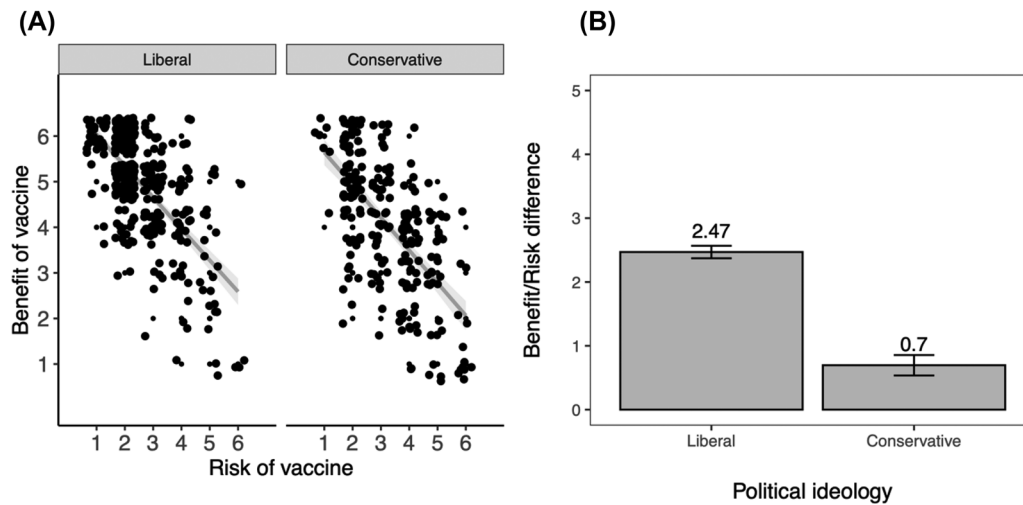 (A)
Liberal Conservative
Benefit of vaccine
6
5
4
3
2
1
1 2 3 4 5 6 1 2 3 4 5 6
Risk of vaccine
(B)
Benefit/Risk difference
5
4
3
2
1
0
2.47
0.7
Liberal Conservative
Political ideology